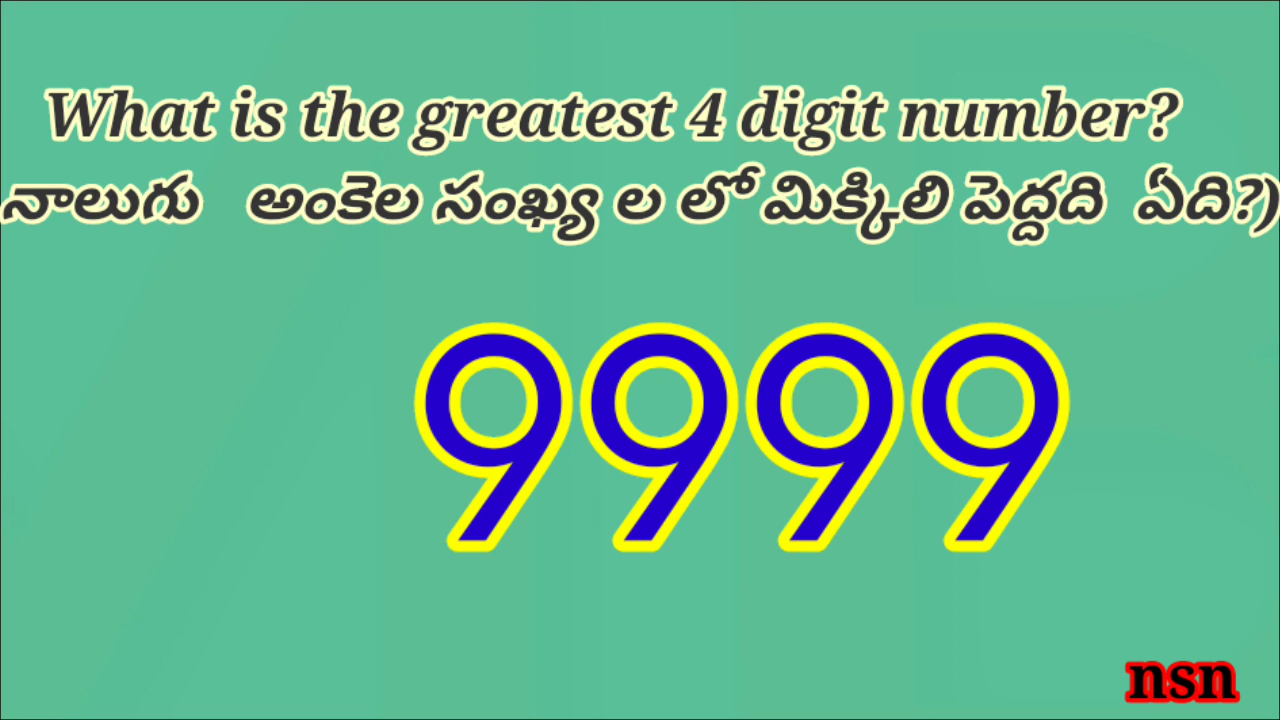 What is the greatest 4 digit number?
నాలుగు అంకెల సంఖ్య ల లో మిక్కిలి పెద్దది ఏది?)
9999
nsn